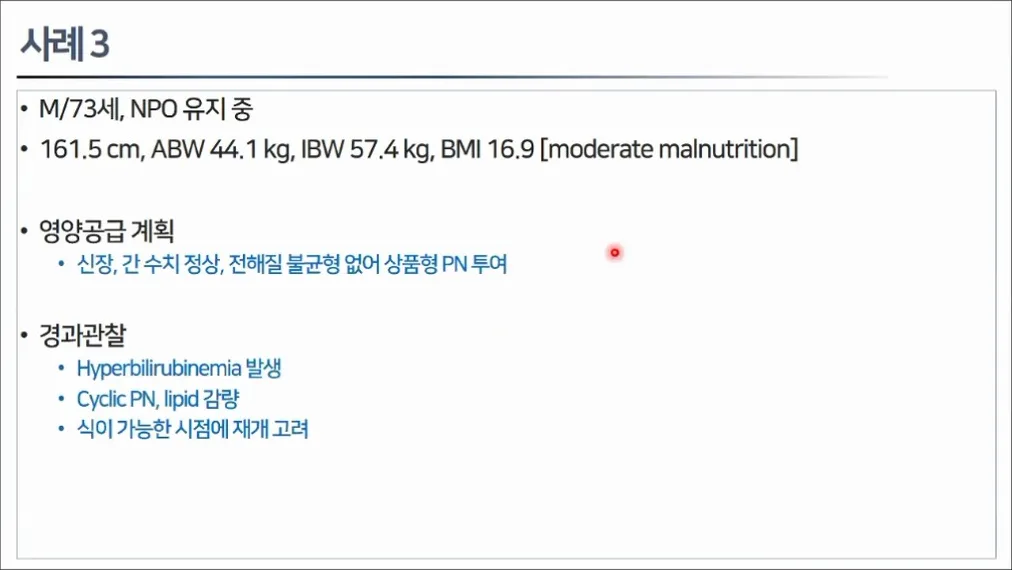 사례 3
• M/73세, NPO 유지 중
• 161.5 cm, ABW 44.1 kg, IBW 57.4 kg, BMI 16.9 [moderate malnutrition]
• 영양공급 계획
• 신장, 간 수치 정상, 전해질 불균형 없어 상품형 PN 투여
• 경과관찰
• Hyperbilirubinemia 발생
• Cyclic PN, lipid 감량
• 식이 가능한 시점에 재개 고려